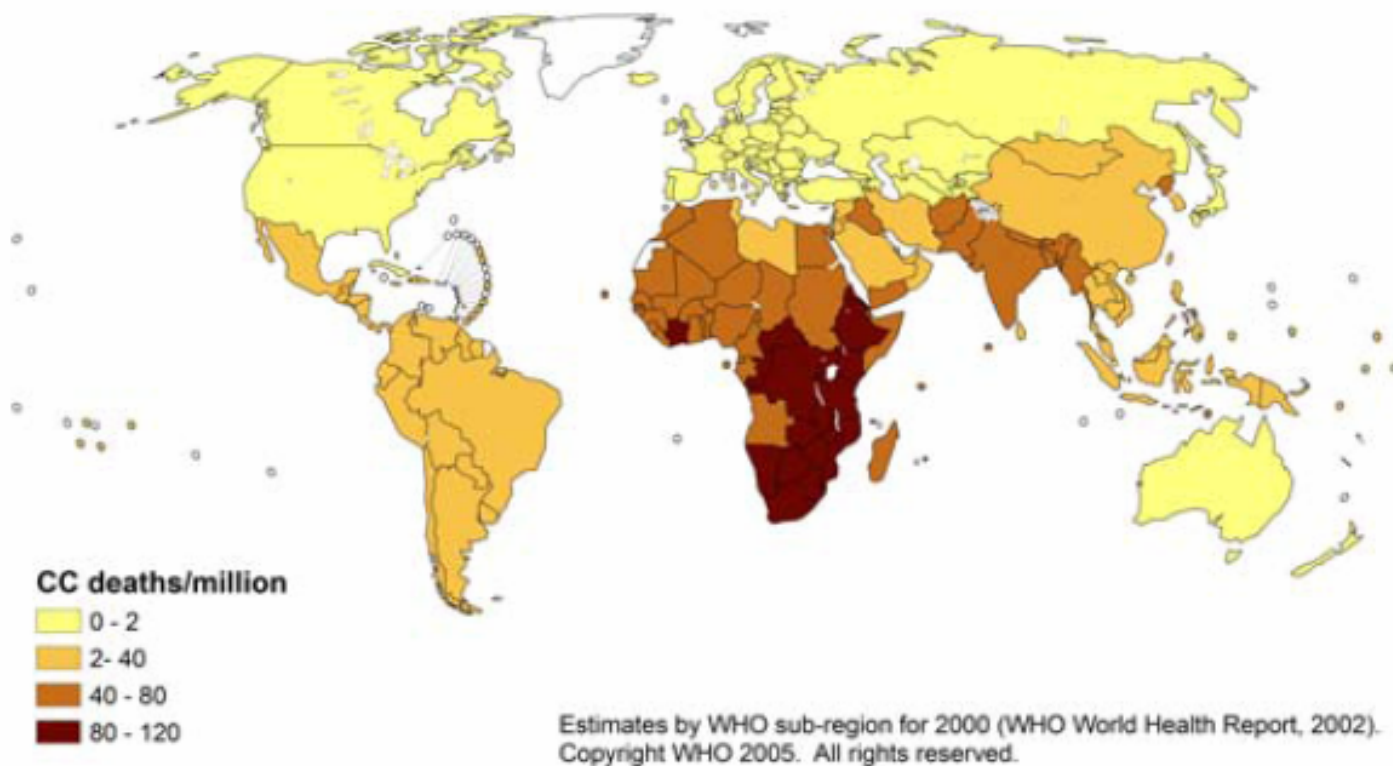 CC deaths/million
0 - 2
2- 40
40 - 80
80 - 120
Estimates by WHO sub-region for 2000 (WHO World Health Report, 2002).
Copyright WHO 2005.  All rights reserved.